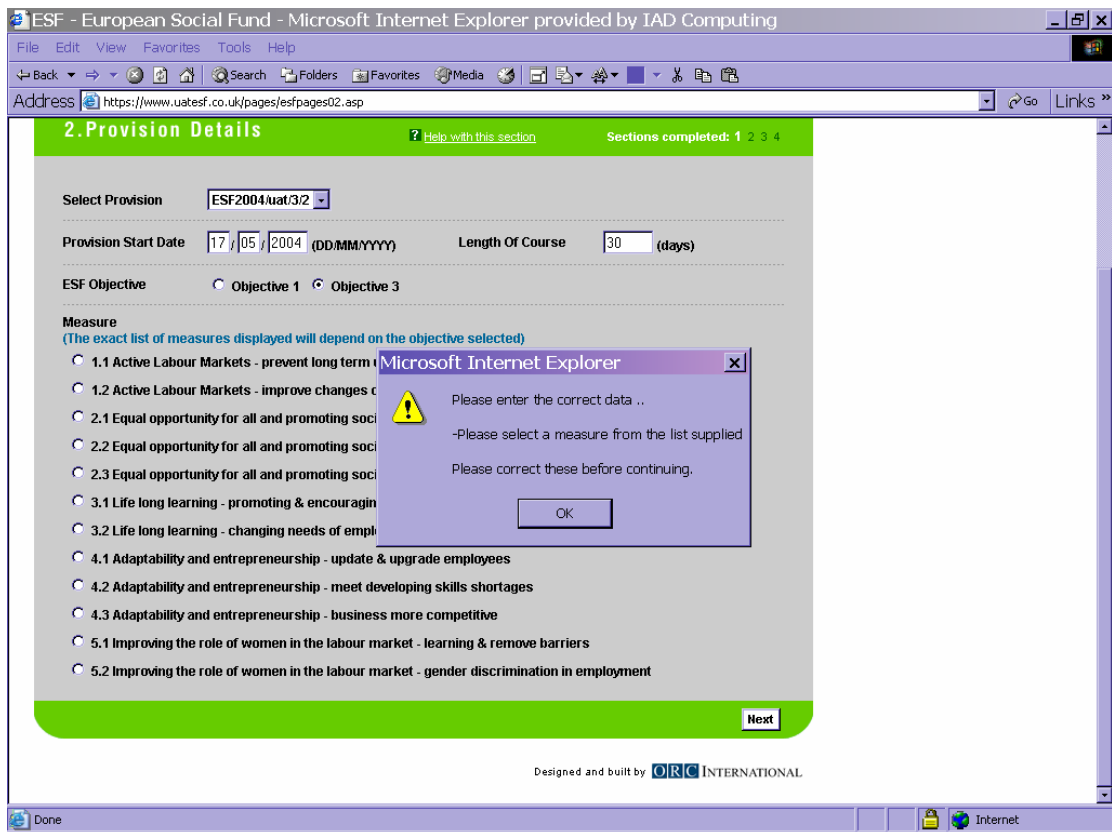 ESF - European Social Fund - Microsoft Internet Explorer provided by IAD Computing
File Edit View Favorites Tools Help
Back Search Folders Favorites Media
Address https://www.uatesf.co.uk/pages/esfpages02.asp Go Links »
2.Provision Details ? Help with this section Sections completed: 1 2 3 4
Select Provision ESF2004/uat/3/2
Provision Start Date 17 / 05 / 2004 (DD/MM/YYYY) Length Of Course 30 (days)
ESF Objective Objective 1 Objective 3
Measure
(The exact list of measures displayed will depend on the objective selected)
1.1 Active Labour Markets - prevent long term
1.2 Active Labour Markets - improve changes
2.1 Equal opportunity for all and promoting soci
2.2 Equal opportunity for all and promoting soci
2.3 Equal opportunity for all and promoting soci
3.1 Life long learning - promoting & encouragin
3.2 Life long learning - changing needs of empl
4.1 Adaptability and entrepreneurship - update & upgrade employees
4.2 Adaptability and entrepreneurship - meet developing skills shortages
4.3 Adaptability and entrepreneurship - business more competitive
5.1 Improving the role of women in the labour market - learning & remove barriers
5.2 Improving the role of women in the labour market - gender discrimination in employment
Microsoft Internet Explorer
Please enter the correct data ..
-Please select a measure from the list supplied
Please correct these before continuing.
OK
Next
Designed and built by ORC INTERNATIONAL
Done Internet